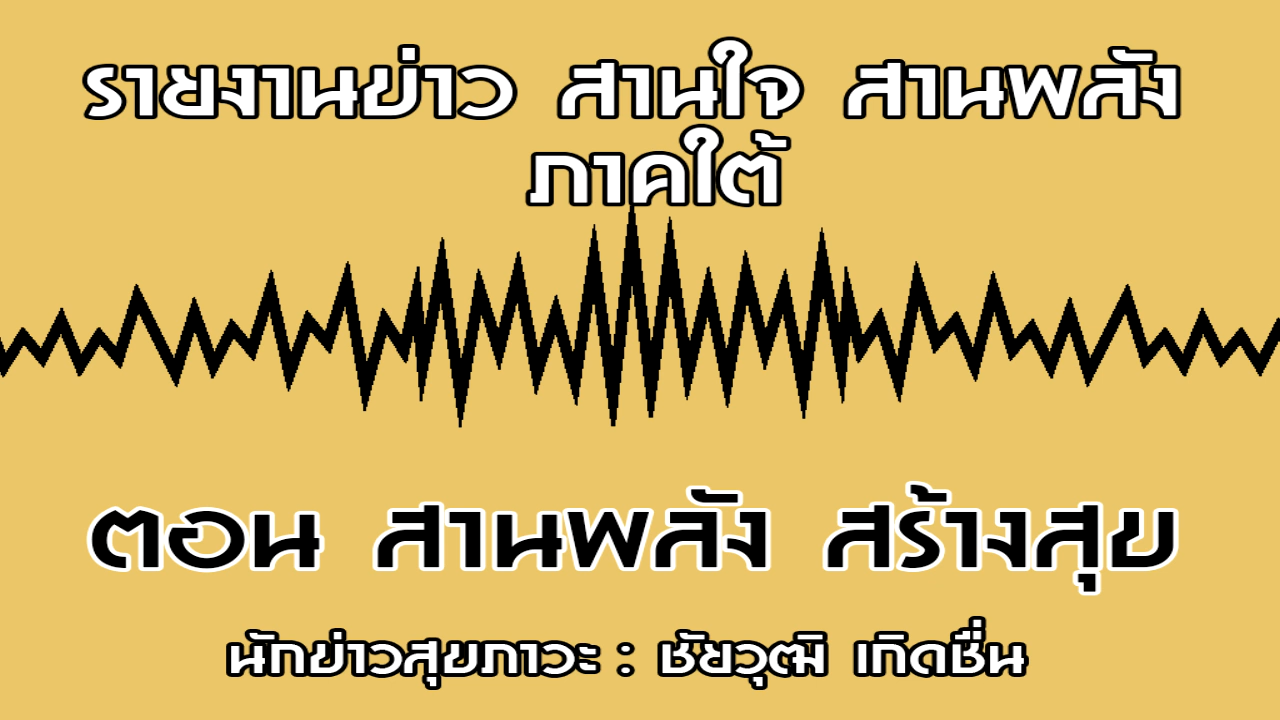 รายงานข่าว สานใจ สานพลัง
ภาคใต้
ตอน สานพลัง สร้างสุข
นักข่าวสุขภาวะ : ชัยวุฒิ เกิดชื่น